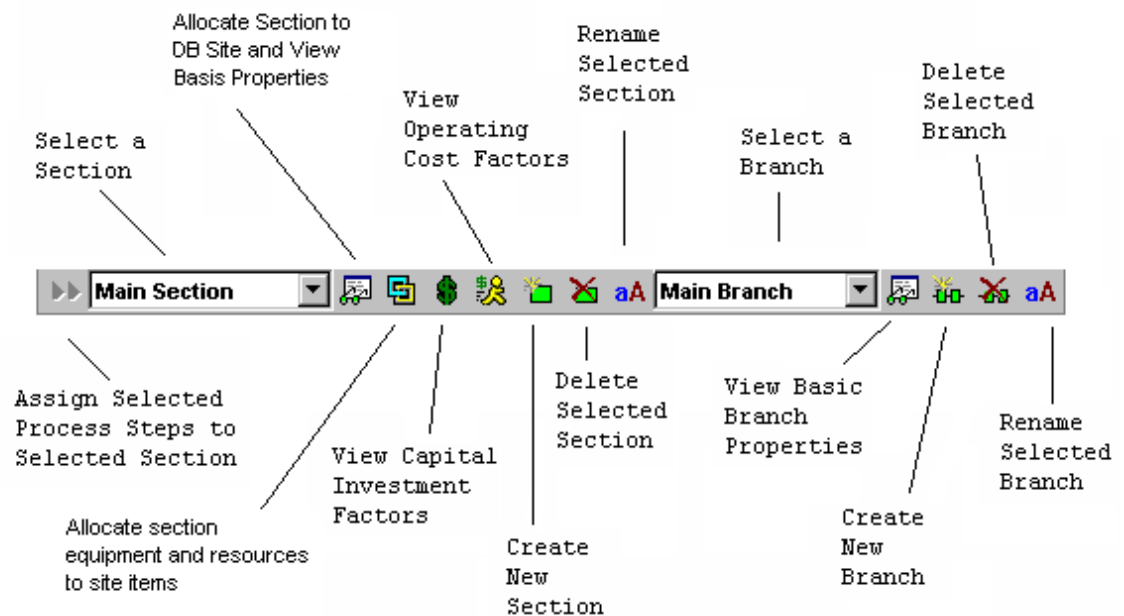 Allocate Section to
DB Site and View
Basis Properties
Rename
Selected
Section
Delete
Selected
Branch
View
Operating
Cost Factors
Select a
Section
Select a
Branch
Main Section
aA
Main Branch
aA
Assign Selected
Process Steps to
Selected Section
Allocate section
equipment and resources
to site items
View Capital
Investment
Factors
Create
New
Section
Delete
Selected
Section
View Basic
Branch
Properties
Create
New
Branch
Rename
Selected
Branch